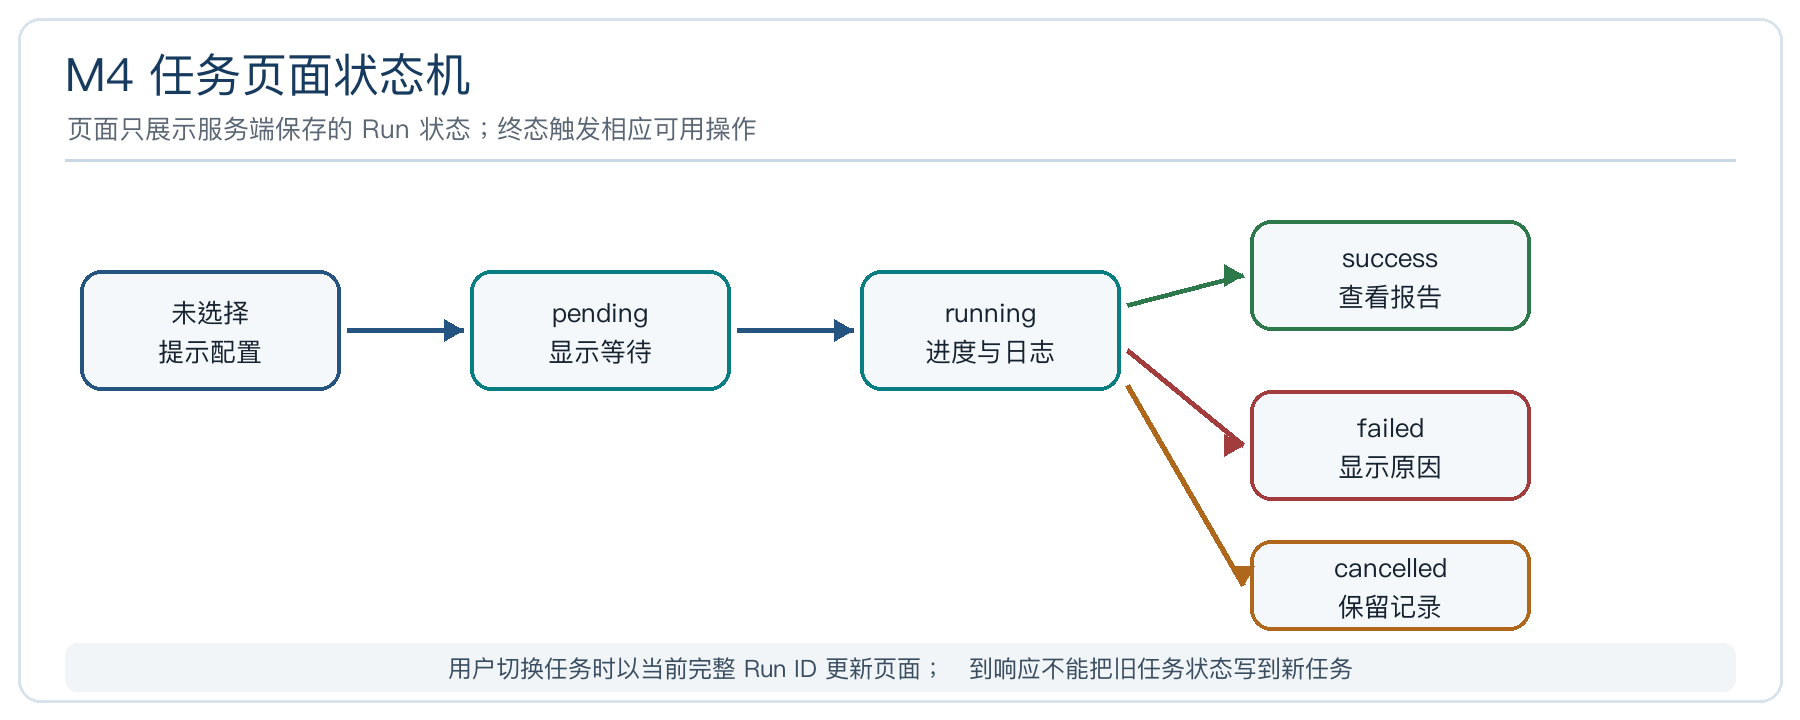 M4 任务页面状态机
页面只展示服务端保存的 Run 状态；终态触发相应可用操作
未选择
提示配置
pending
显示等待
running
进度与日志
success
查看报告
failed
显示原因
cancelled
保留记录
用户切换任务时以当前完整 Run ID 更新页面； 到响应不能把旧任务状态写到新任务